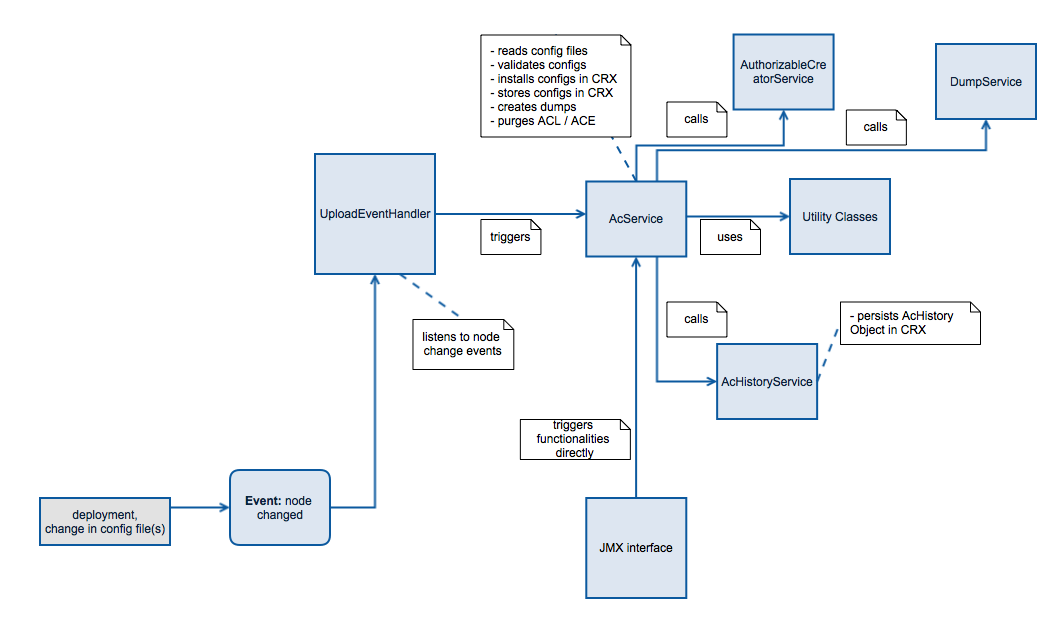 - reads config files
- validates configs
- installs configs in CRX
- stores configs in CRX
- creates dumps
- purges ACL / ACE
AuthorizableCre
atorService
DumpService
calls
calls
UploadEventHandler
triggers
AcService
uses
Utility Classes
listens to node
change events
calls
- persists AcHistory
Object in CRX
AcHistoryService
triggers
functionalities
directly
deployment,
change in config file(s)
Event: node
changed
JMX interface